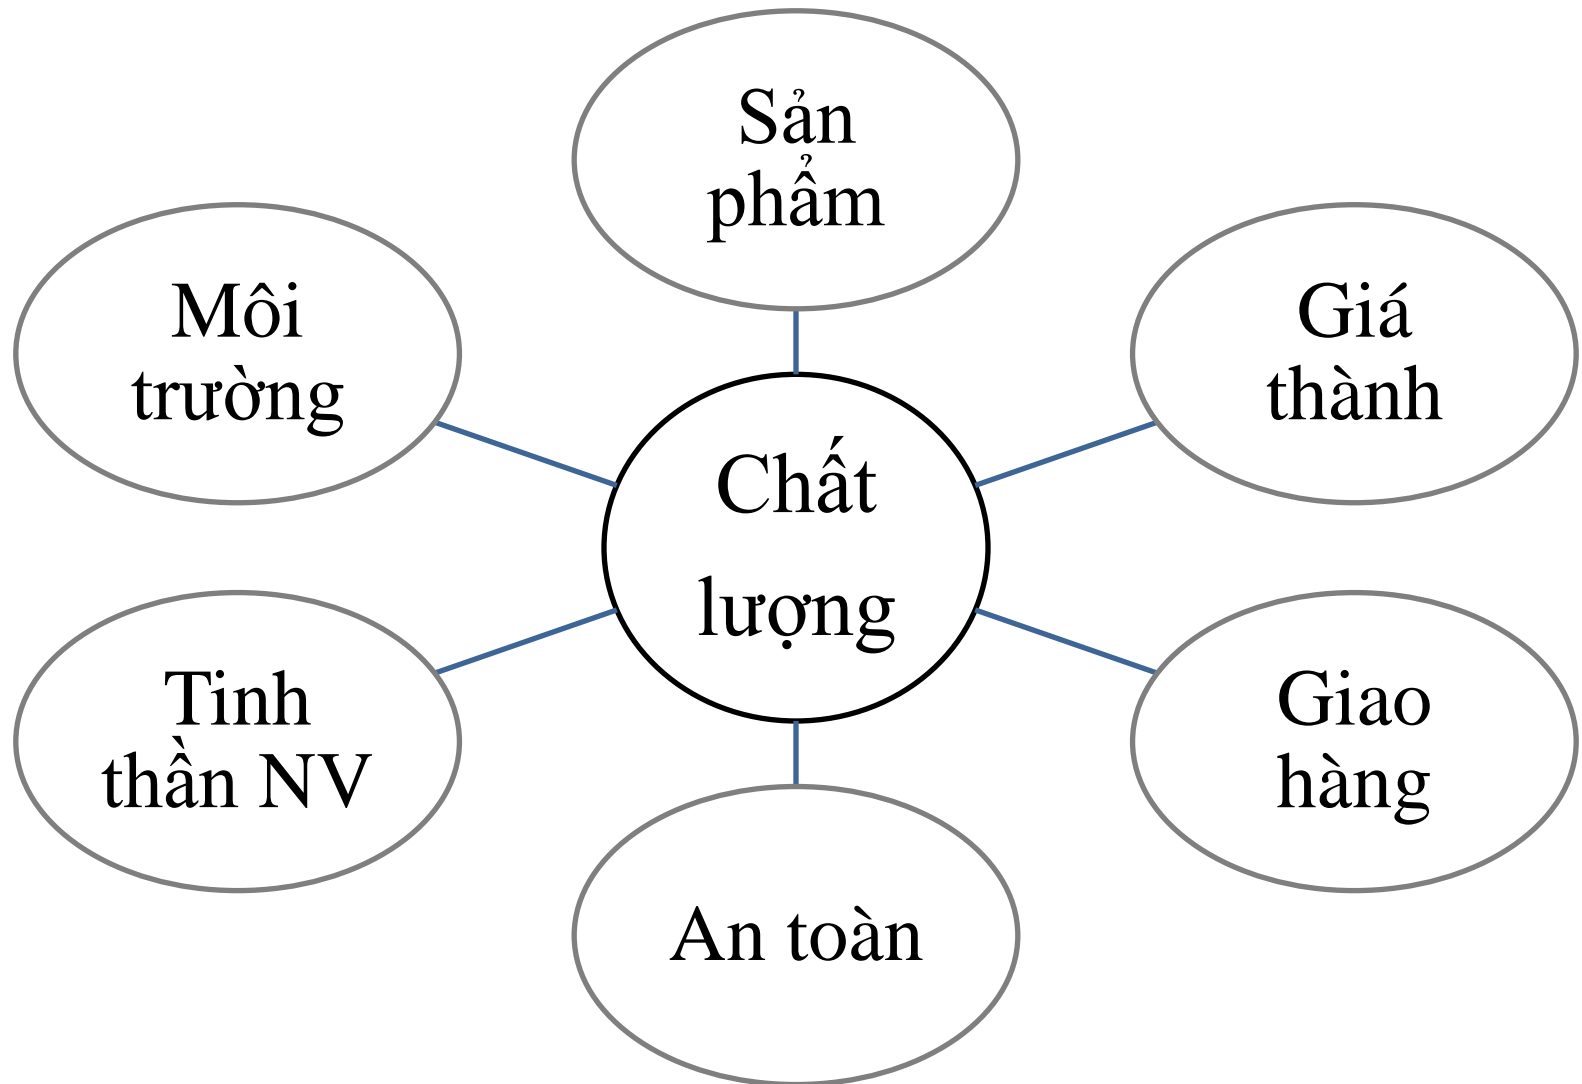 Sản
phẩm
Môi
trường
Giá
thành
Chất
lượng
Tinh
thần NV
Giao
hàng
An toàn